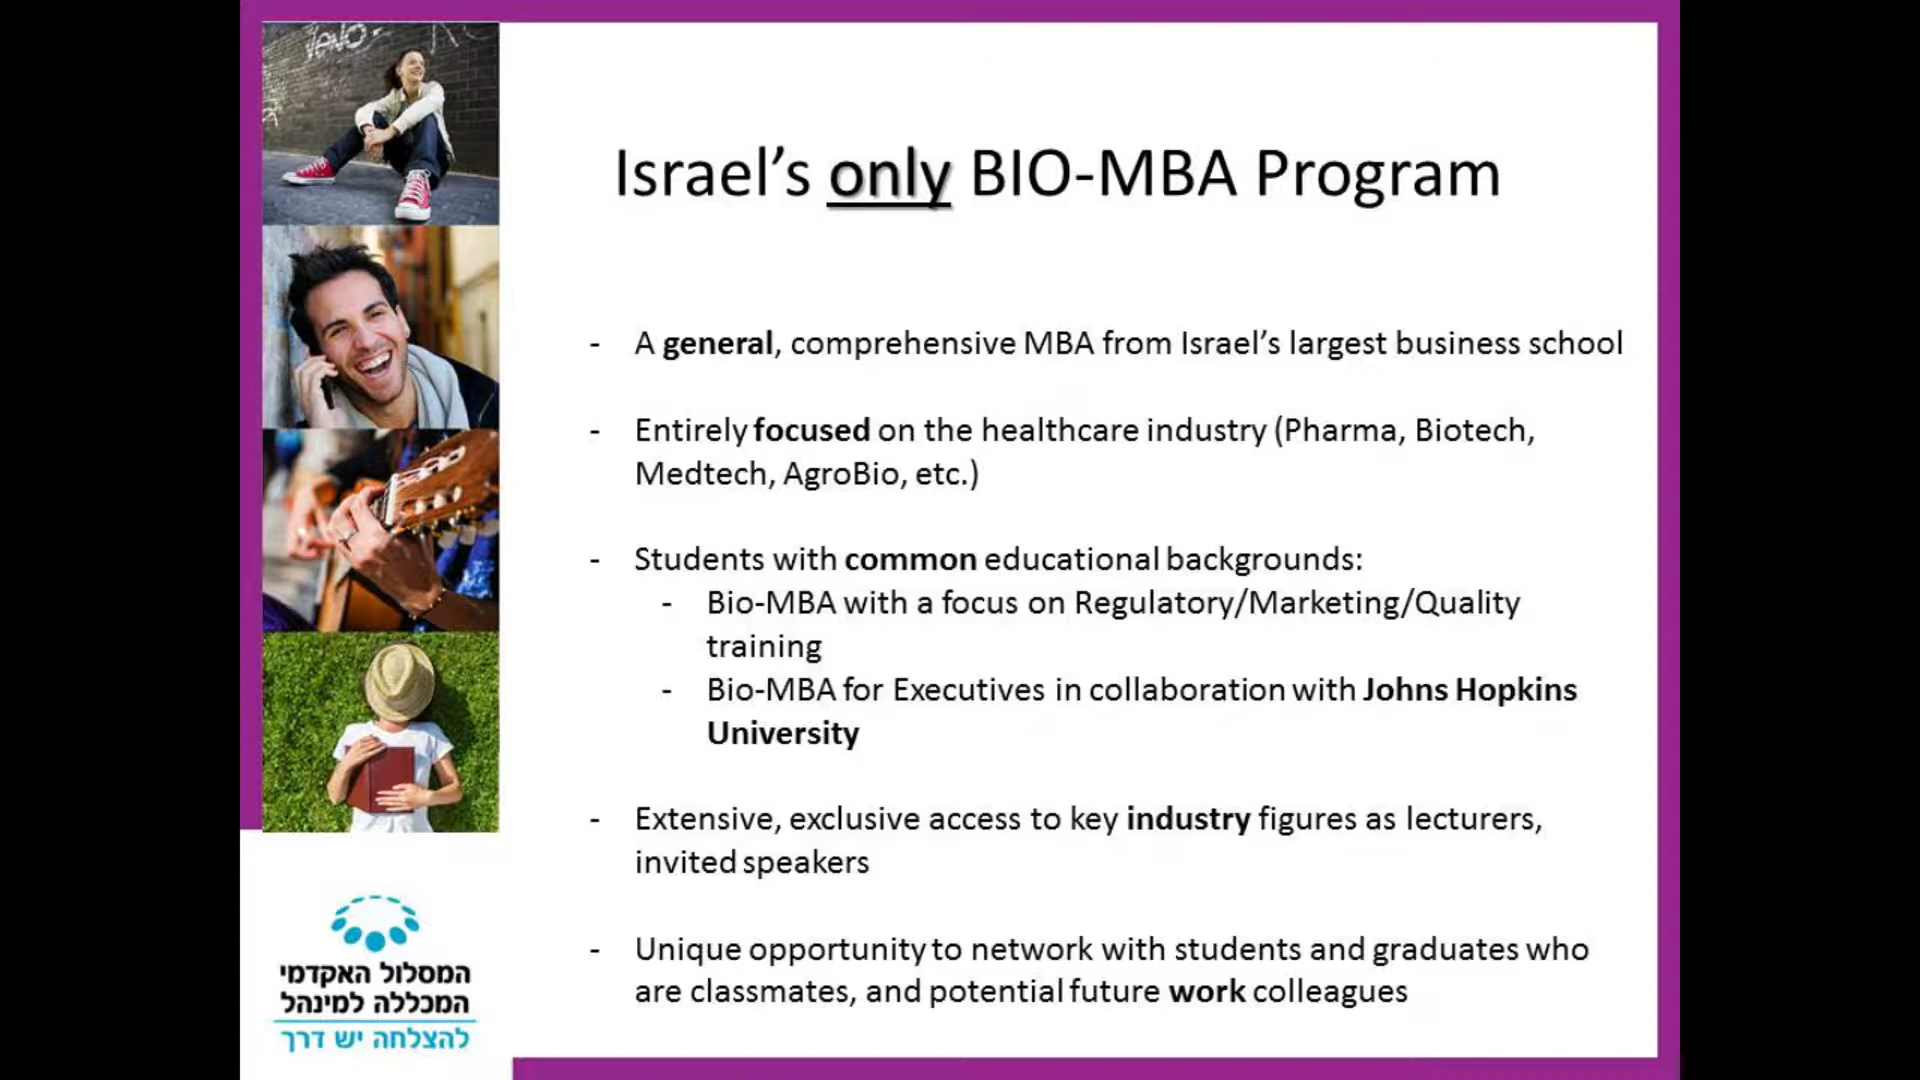 Israel’s only BIO-MBA Program
- A general, comprehensive MBA from Israel’s largest business school
- Entirely focused on the healthcare industry (Pharma, Biotech,
Medtech, AgroBio, etc.)
- Students with common educational backgrounds:
- Bio-MBA with a focus on Regulatory/Marketing/Quality
training
- Bio-MBA for Executives in collaboration with Johns Hopkins
University
- Extensive, exclusive access to key industry figures as lecturers,
invited speakers
- Unique opportunity to network with students and graduates who
are classmates, and potential future work colleagues
המסלול האקדמי
המכללה למינהל
להצלחה יש דרך